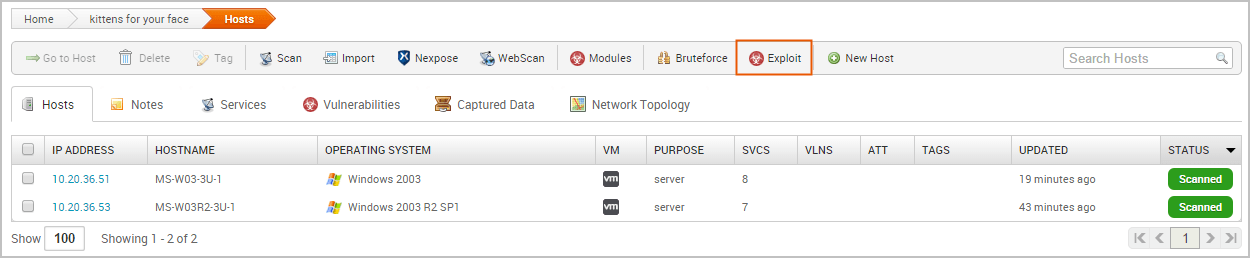 Home kittens for your face Hosts
Go to Host Delete Tag Scan Import Nexpose WebScan Modules Bruteforce Exploit New Host Search Hosts
Hosts Notes Services Vulnerabilities Captured Data Network Topology
IP ADDRESS HOSTNAME OPERATING SYSTEM VM PURPOSE SVCS VLNS ATT TAGS UPDATED STATUS
10.20.36.51 MS-W03-3U-1 Windows 2003 vm server 8 19 minutes ago Scanned
10.20.36.53 MS-W03R2-3U-1 Windows 2003 R2 SP1 vm server 7 43 minutes ago Scanned
Show 100 Showing 1 - 2 of 2 1